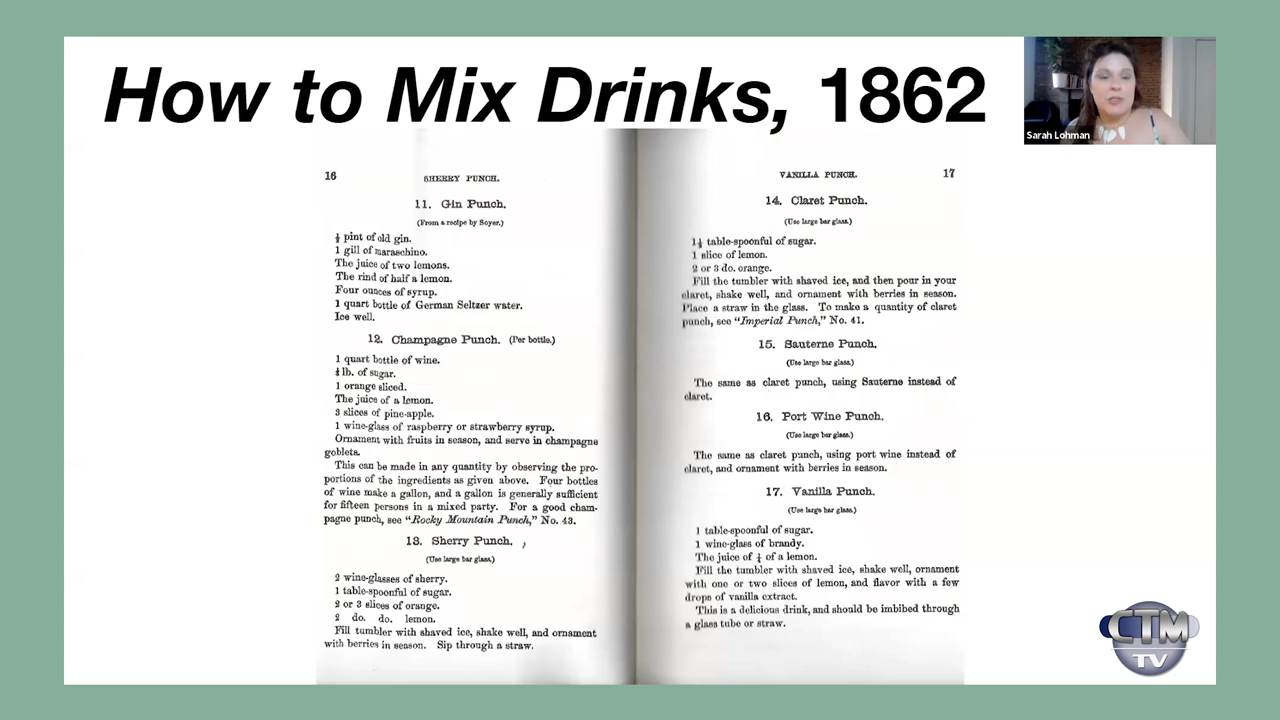 How to Mix Drinks, 1862
Sarah Lohman
16 SHERRY PUNCH.
11. Gin Punch.
(From a recipe by Soyer.)
½ pint of old gin.
1 gill of maraschino.
The juice of two lemons.
The rind of half a lemon.
Four ounces of syrup.
1 quart bottle of German Seltzer water.
Ice well.
12. Champagne Punch. (Per bottle.)
1 quart bottle of wine.
lb. of sugar.
1 orange sliced.
The juice of a lemon.
3 slices of pine-apple.
1 wine-glass of raspberry or strawberry syrup.
Ornament with fruits in season, and serve in champagne
goblets.
This can be made in any quantity by observing the pro-
portions of the ingredients as given above. Four bottles
of wine make a gallon, and a gallon is generally sufficient
for fifteen persons in a mixed party. For a good cham-
pagne punch, see "Rocky Mountain Punch," No. 43.
13. Sherry Punch.
(Use large bar glass.)
2 wine-glasses of sherry.
1 table-spoonful of sugar.
2 or 3 slices of orange.
2 do. do. lemon.
Fill tumbler with shaved ice, shake well, and ornament
with berries in season. Sip through a straw.
VANILLA PUNCH. 17
14. Claret Punch.
(Use large bar glass.)
1½ table-spoonful of sugar.
1 slice of lemon.
2 or 3 do. orange.
Fill the tumbler with shaved ice, and then pour in your
claret, shake well, and ornament with berries in season.
Place a straw in the glass. To make a quantity of claret
punch, see "Imperial Punch," No. 41.
15. Sauterne Punch.
(Use large bar glass.)
The same as claret punch, using Sauterne instead of
claret.
16. Port Wine Punch.
(Use large bar glass.)
The same as claret punch, using port wine instead of
claret, and ornament with berries in season.
17. Vanilla Punch.
(Use large bar glass.)
1 table-spoonful of sugar.
1 wine-glass of brandy.
The juice of ¼ of a lemon.
Fill the tumbler with shaved ice, shake well, ornament
with one or two slices of lemon, and flavor with a few
drops of vanilla extract.
This is a delicious drink, and should be imbibed through
a glass tube or straw.
CTM
TV